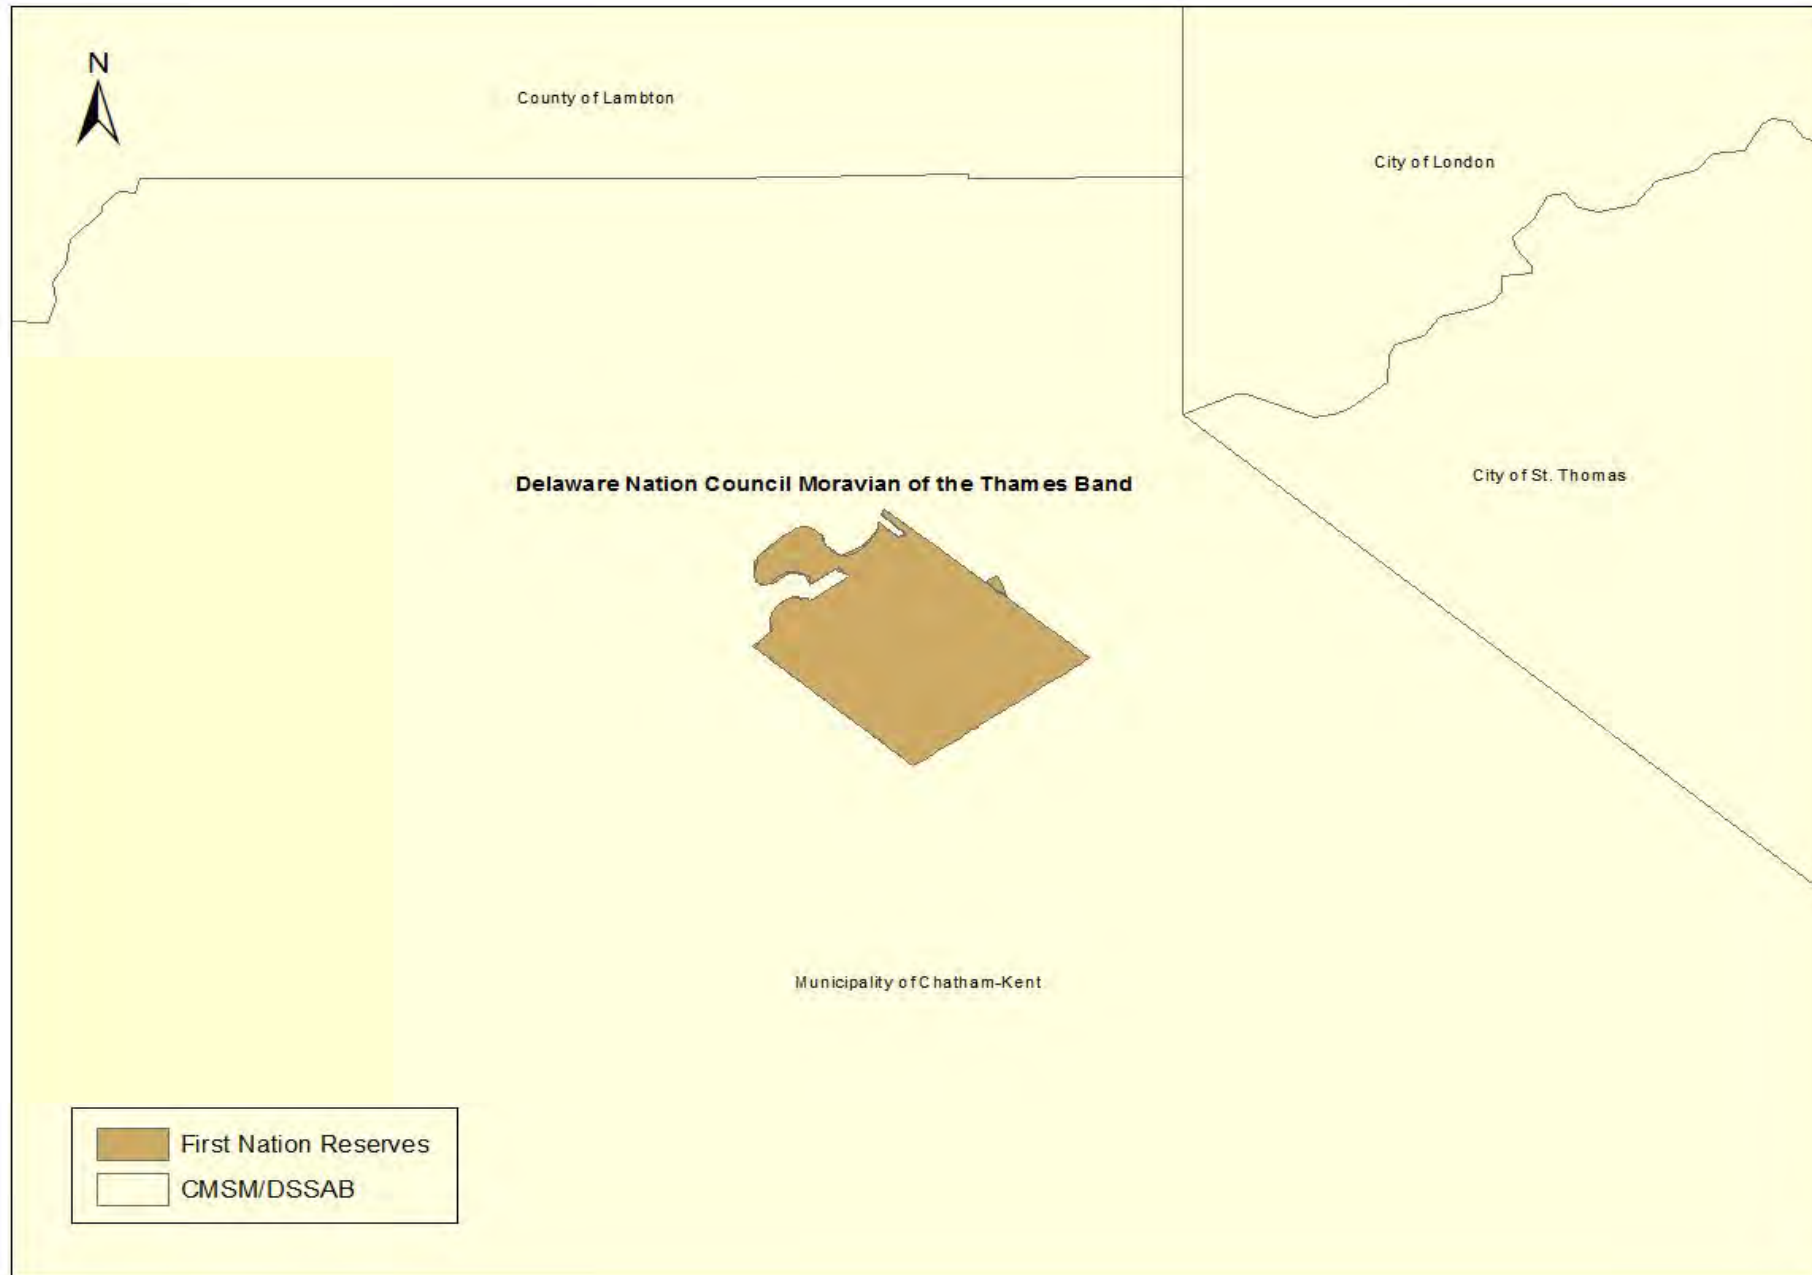 N
County of Lambton
City of London
Delaware Nation Council Moravian of the Thames Band
City of St. Thomas
Municipality of Chatham-Kent
First Nation Reserves
CMSM/DSSAB